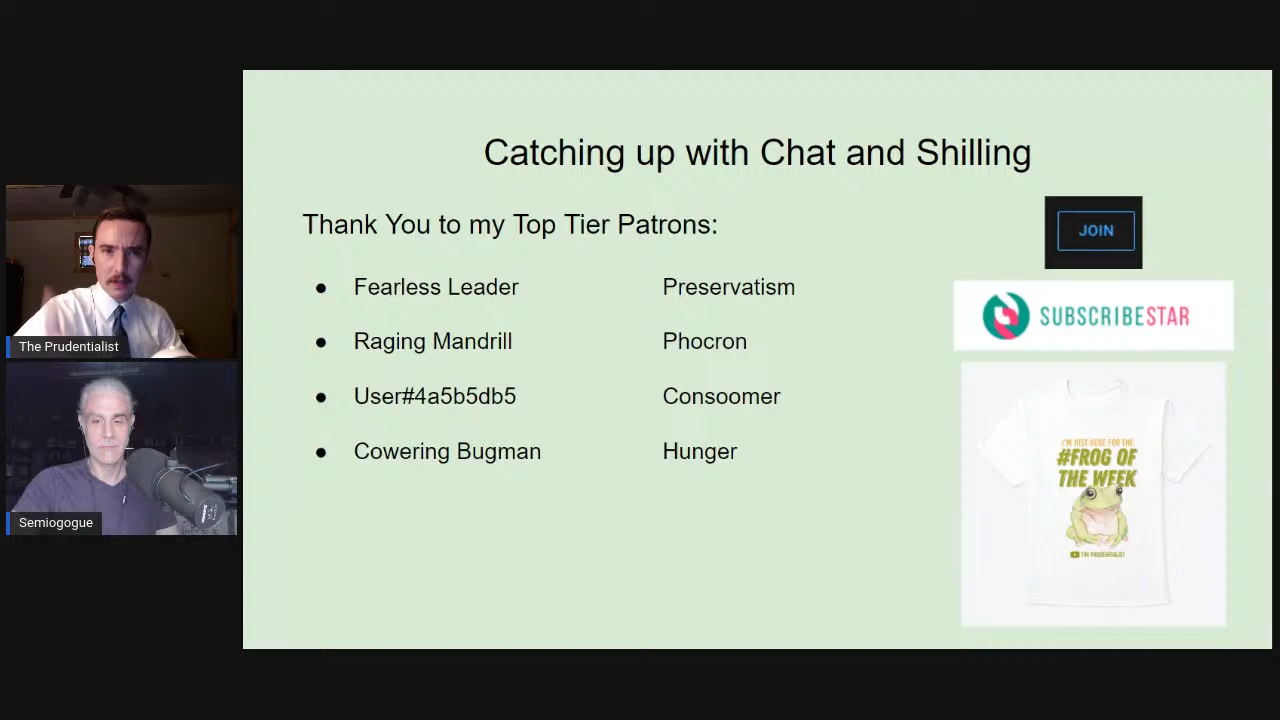 Catching up with Chat and Shilling
Thank You to my Top Tier Patrons:
JOIN
● Fearless Leader
Preservatism
● Raging Mandrill
Phocron
● User#4a5b5db5
Consoomer
● Cowering Bugman
Hunger
SUBSCRIBESTAR
I'M JUST HERE FOR THE
#FROG OF
THE WEEK
THE PRUDENTIALIST
The Prudentialist
Semiogogue